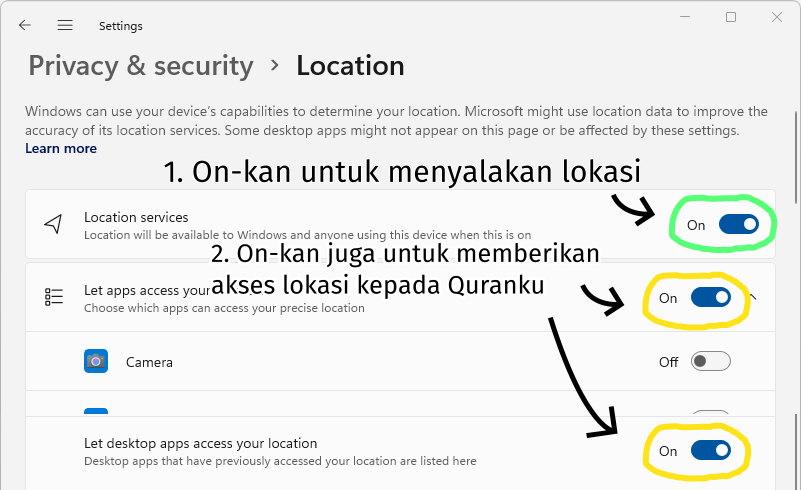 Settings
Privacy & security > Location
Windows can use your device's capabilities to determine your location. Microsoft might use location data to improve the
accuracy of its location services. Some desktop apps might not appear on this page or be affected by these settings.
Learn more
1. On-kan untuk menyalakan lokasi
Location services
Location will be available to Windows and anyone using this device when this is on
On
2. On-kan juga untuk memberikan
akses lokasi kepada Quranku
Let apps access your
Choose which apps can access your precise location
On
Camera
Off
Let desktop apps access your location
Desktop apps that have previously accessed your location are listed here
On